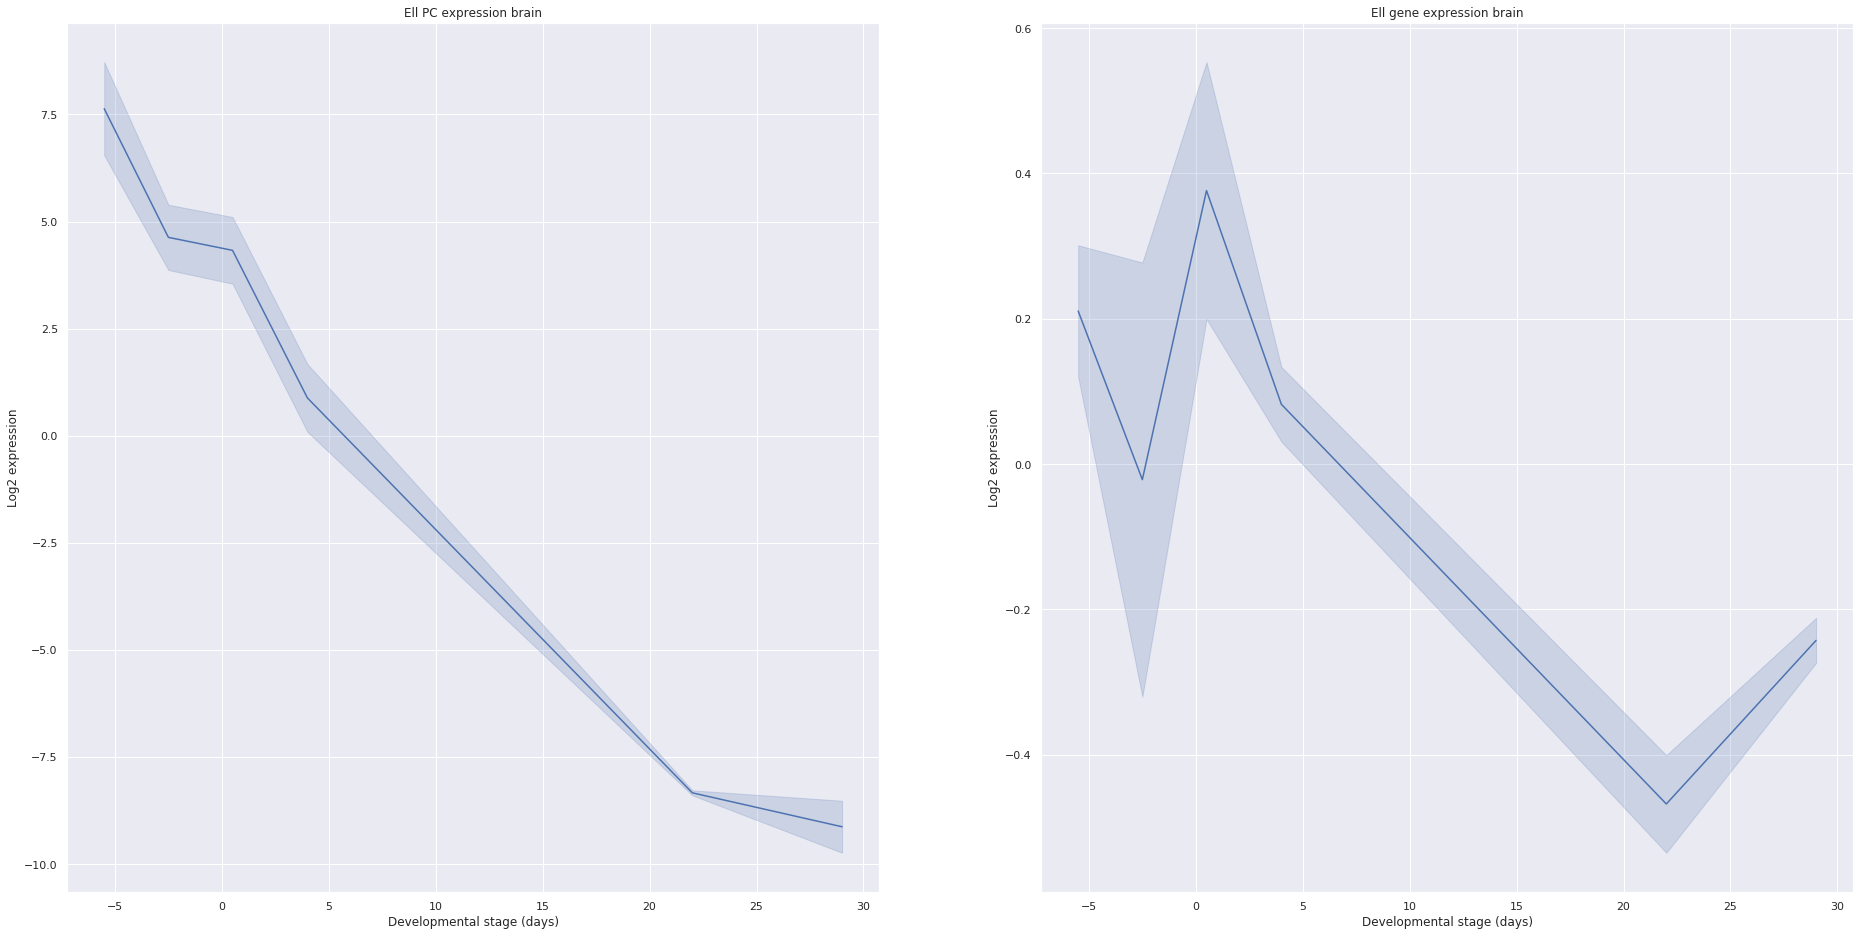 Ell PC expression brain
Log2 expression
7.5
5.0
2.5
0.0
−2.5
−5.0
−7.5
−10.0
−5 0 5 10 15 20 25 30
Developmental stage (days)
Ell gene expression brain
Log2 expression
0.6
0.4
0.2
0.0
−0.2
−0.4
−5 0 5 10 15 20 25 30
Developmental stage (days)